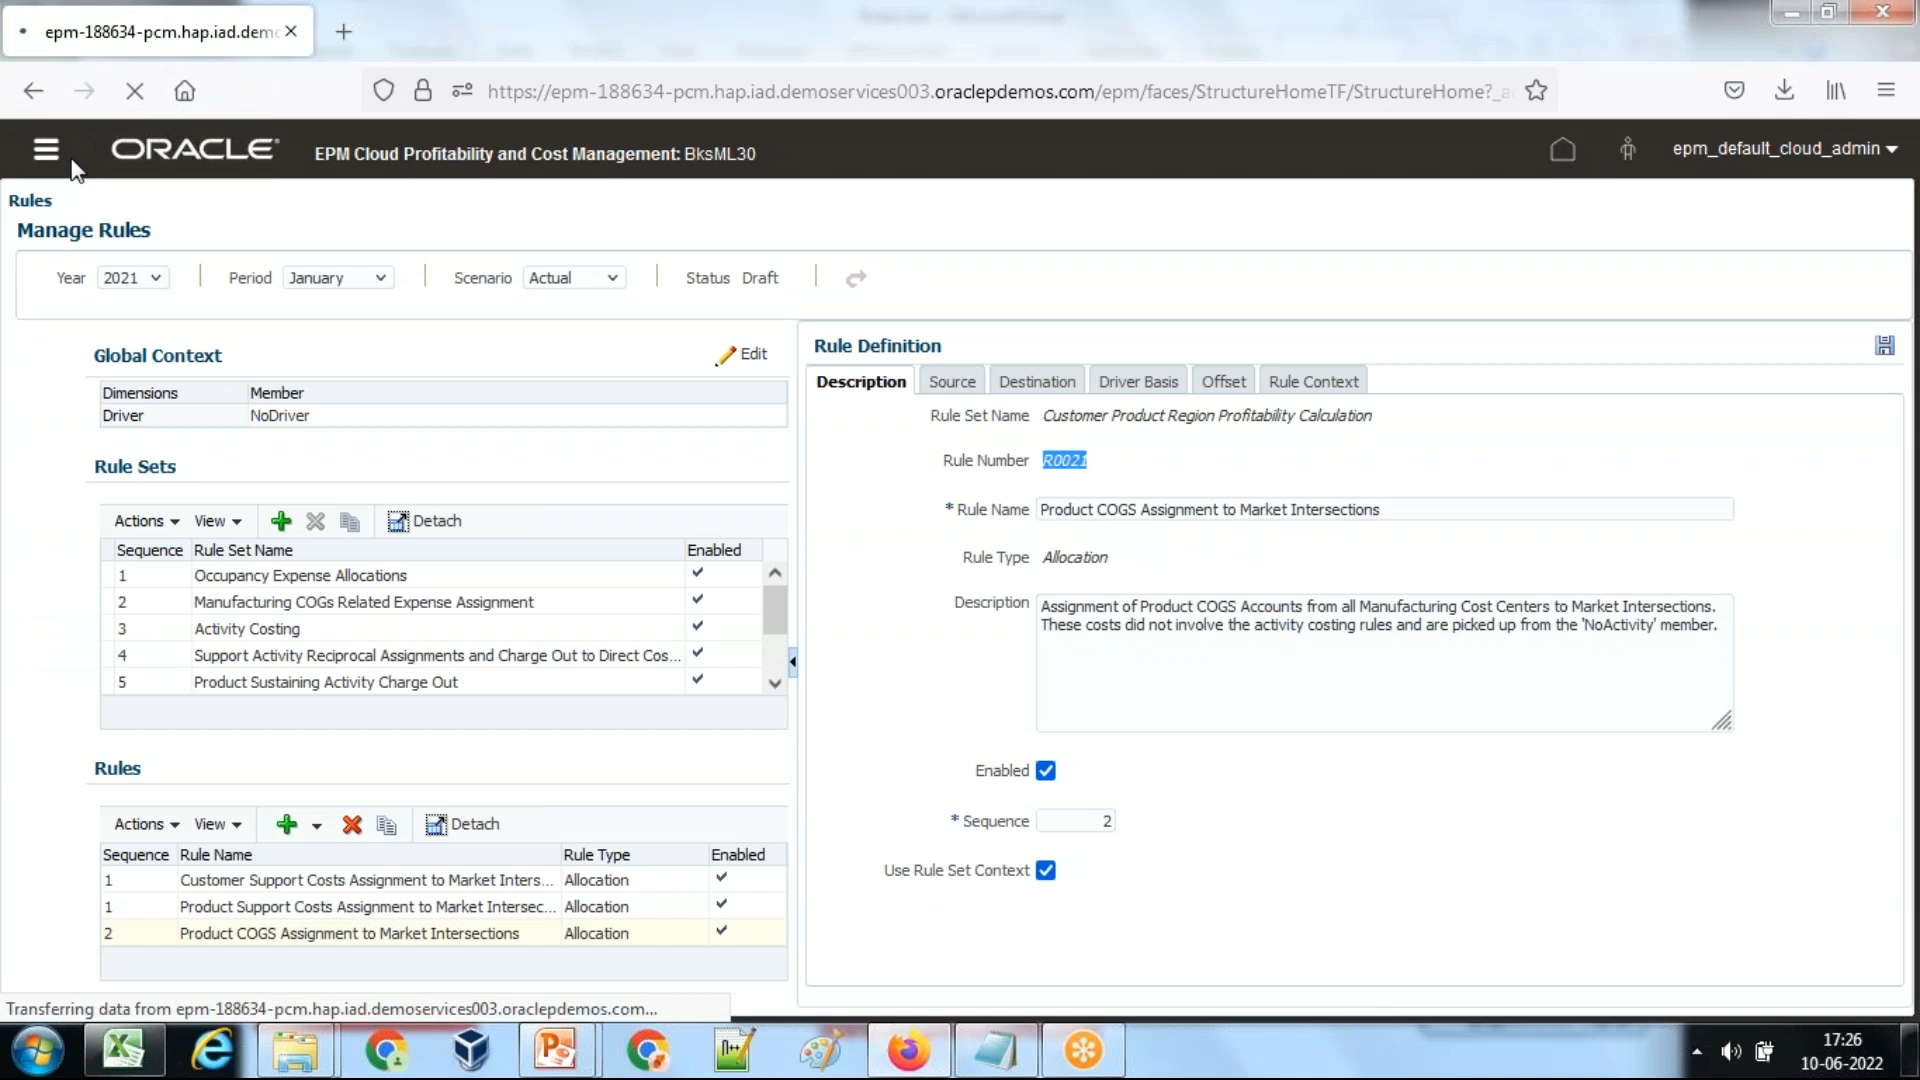 epm-188634-pcm.hap.iad.demo
https://epm-188634-pcm.hap.iad.demoservices003.oraclepdemos.com/epm/faces/StructureHomeTF/StructureHome?_a
ORACLE EPM Cloud Profitability and Cost Management: BksML30 epm_default_cloud_admin
Rules
Manage Rules
Year 2021 Period January Scenario Actual Status Draft
Global Context Edit
Dimensions Member
Driver NoDriver
Rule Sets
Actions View Detach
Sequence Rule Set Name Enabled
1 Occupancy Expense Allocations
2 Manufacturing COGs Related Expense Assignment
3 Activity Costing
4 Support Activity Reciprocal Assignments and Charge Out to Direct Cos...
5 Product Sustaining Activity Charge Out
Rules
Actions View Detach
Sequence Rule Name Rule Type Enabled
1 Customer Support Costs Assignment to Market Inters... Allocation
1 Product Support Costs Assignment to Market Intersec... Allocation
2 Product COGS Assignment to Market Intersections Allocation
Rule Definition
Description Source Destination Driver Basis Offset Rule Context
Rule Set Name Customer Product Region Profitability Calculation
Rule Number R0021
* Rule Name Product COGS Assignment to Market Intersections
Rule Type Allocation
Description Assignment of Product COGS Accounts from all Manufacturing Cost Centers to Market Intersections.
These costs did not involve the activity costing rules and are picked up from the 'NoActivity' member.
Enabled
* Sequence 2
Use Rule Set Context
Transferring data from epm-188634-pcm.hap.iad.demoservices003.oraclepdemos.com...
17:26
10-06-2022